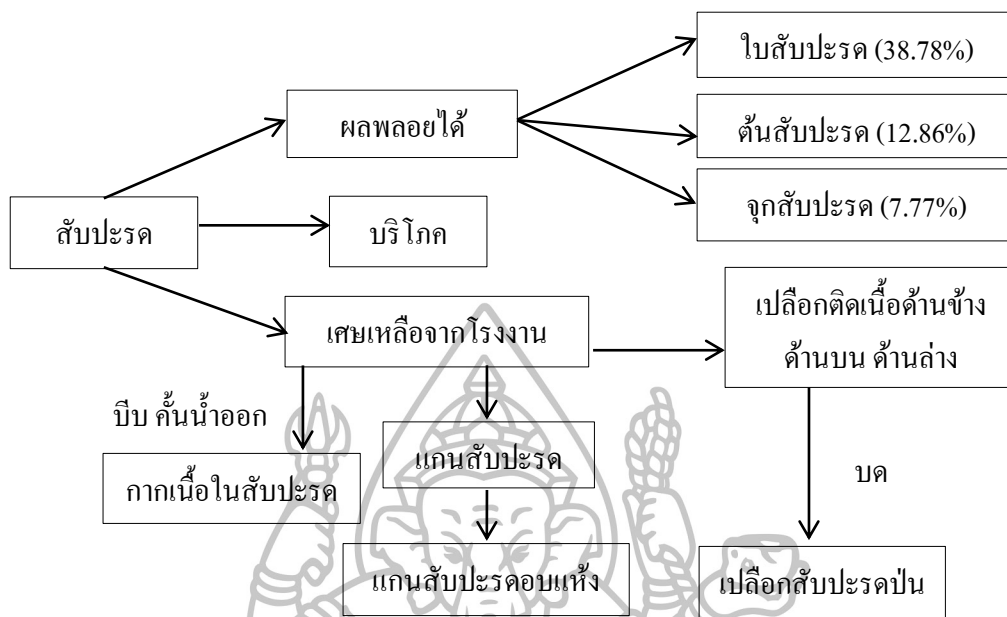 ใบสับปะรด (38.78%)
ผลพลอยได้
ต้นสับปะรด (12.86%)
จุกสับปะรด (7.77%)
สับปะรด
บริโภค
เศษเหลือจากโรงงาน
เปลือกติดเนื้อด้านข้าง
ด้านบน ด้านล่าง
บีบ คั้นน้ำออก
แกนสับปะรด
บด
กากเนื้อในสับปะรด
แกนสับปะรดอบแห้ง
เปลือกสับปะรดป่น